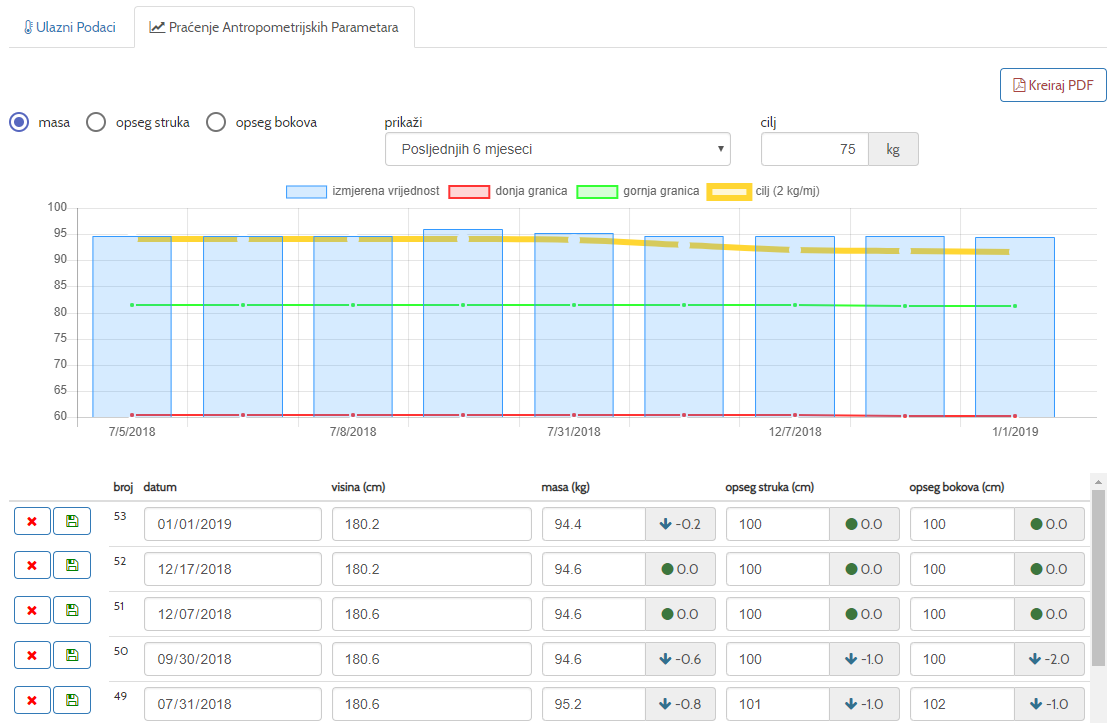 Ulazni Podaci Praćenje Antropometrijskih Parametara
Kreiraj PDF
masa opseg struka opseg bokova prikaži cilj
Posljednjih 6 mjeseci 75 kg
izmjerena vrijednost donja granica gornja granica cilj (2 kg/mj)
100
95
90
85
80
75
70
65
60
7/5/2018 7/8/2018 7/31/2018 12/7/2018 1/1/2019
broj datum visina (cm) masa (kg) opseg struka (cm) opseg bokova (cm)
53 01/01/2019 180.2 94.4 -0.2 100 0.0 100 0.0
52 12/17/2018 180.2 94.6 0.0 100 0.0 100 0.0
51 12/07/2018 180.6 94.6 0.0 100 0.0 100 0.0
50 09/30/2018 180.6 94.6 -0.6 100 -1.0 100 -2.0
49 07/31/2018 180.6 95.2 -0.8 101 -1.0 102 -1.0